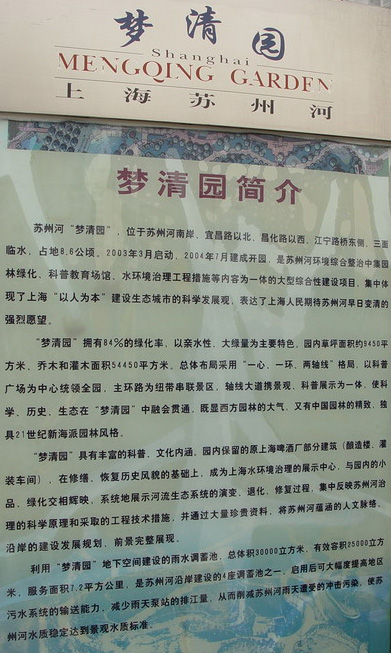 梦清园
Shanghai
MENGQING GARDEN
上海苏州河
梦清园简介
苏州河“梦清园”，位于苏州河南岸、宜昌路以北、昌化路以西、江宁路桥东侧，三面
临水，占地8.6公顷。2003年3月启动，2004年7月建成开园，是苏州河环境综合整治中集园
林绿化、科普教育场馆、水环境治理工程措施等内容为一体的大型综合性建设项目，集中体
现了上海“以人为本”建设生态城市的科学发展观，表达了上海人民期待苏州河早日变清的
强烈愿望。
“梦清园”拥有84%的绿化率，以亲水性、大绿量为主要特色，园内草坪面积约9450平
方米、乔木和灌木面积54450平方米。总体布局采用“一心、一环、两轴线”格局，以科普
广场为中心统领全园，主环路为纽带串联景区，轴线大道携景观、科普展示为一体，使科
学、历史、生态在“梦清园”中融会贯通，既显西方园林的大气，又有中国园林的精致，独
具21世纪新海派园林风格。
“梦清园”具有丰富的科普、文化内涵，园内保留的原上海啤酒厂部分建筑（酿造楼、灌
装车间），在修缮、恢复历史风貌的基础上，成为上海水环境治理的展示中心，与园内的小
品、绿化交相辉映，系统地展示河流生态系统的演变、退化、修复过程，集中反映苏州河治
理的科学原理和采取的工程技术措施，并通过大量珍贵资料，将苏州河蕴涵的人文脉络、
沿岸的建设发展规划、前景完整展现。
利用“梦清园”地下空间建设的雨水调蓄池，总体积30000立方米，有效容积25000立方
米，服务面积7.2平方公里，是苏州河沿岸建设的4座调蓄池之一，启用后可大幅度提高地区
污水系统的输送能力，减少雨天泵站的排江量，从而削减苏州河雨天遭受的冲击污染，使苏
州河水质稳定达到景观水质标准。